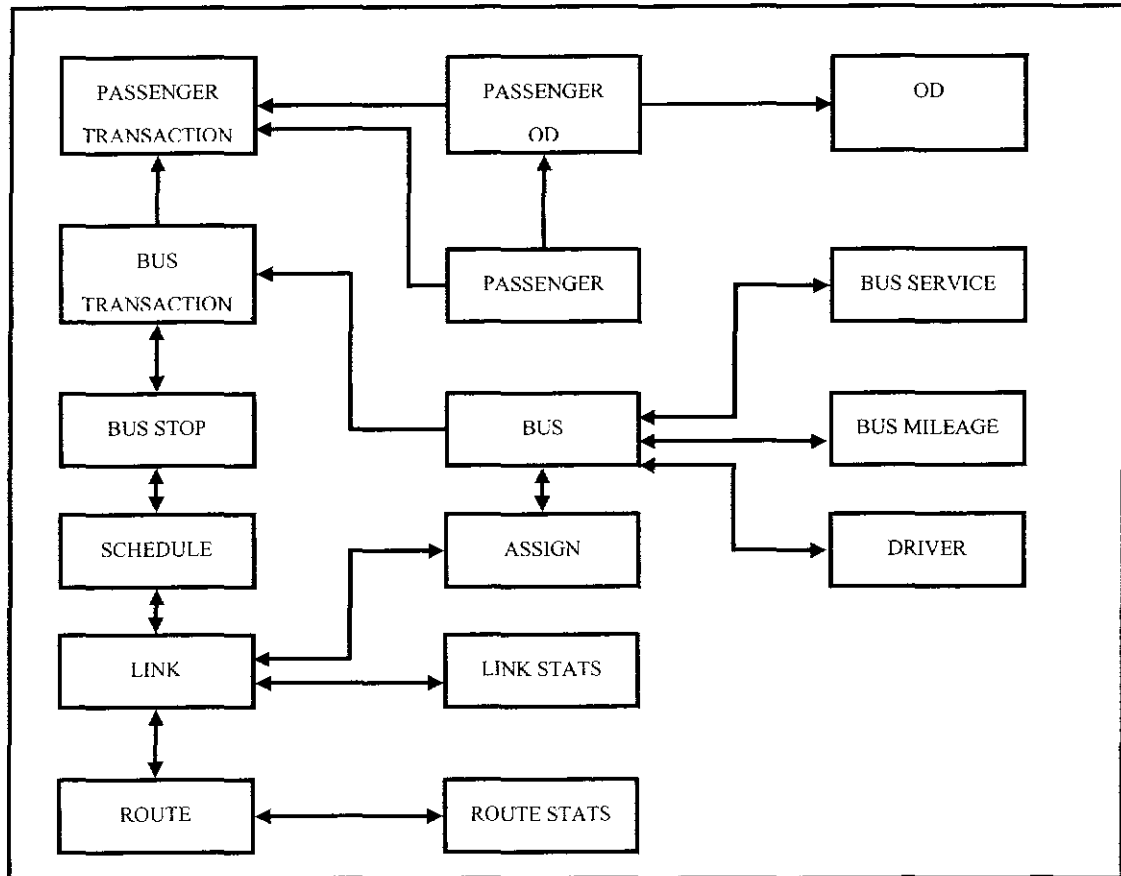 PASSENGER
TRANSACTION
PASSENGER
OD
OD
BUS
TRANSACTION
PASSENGER
BUS SERVICE
BUS STOP
BUS
BUS MILEAGE
SCHEDULE
ASSIGN
DRIVER
LINK
LINK STATS
ROUTE
ROUTE STATS